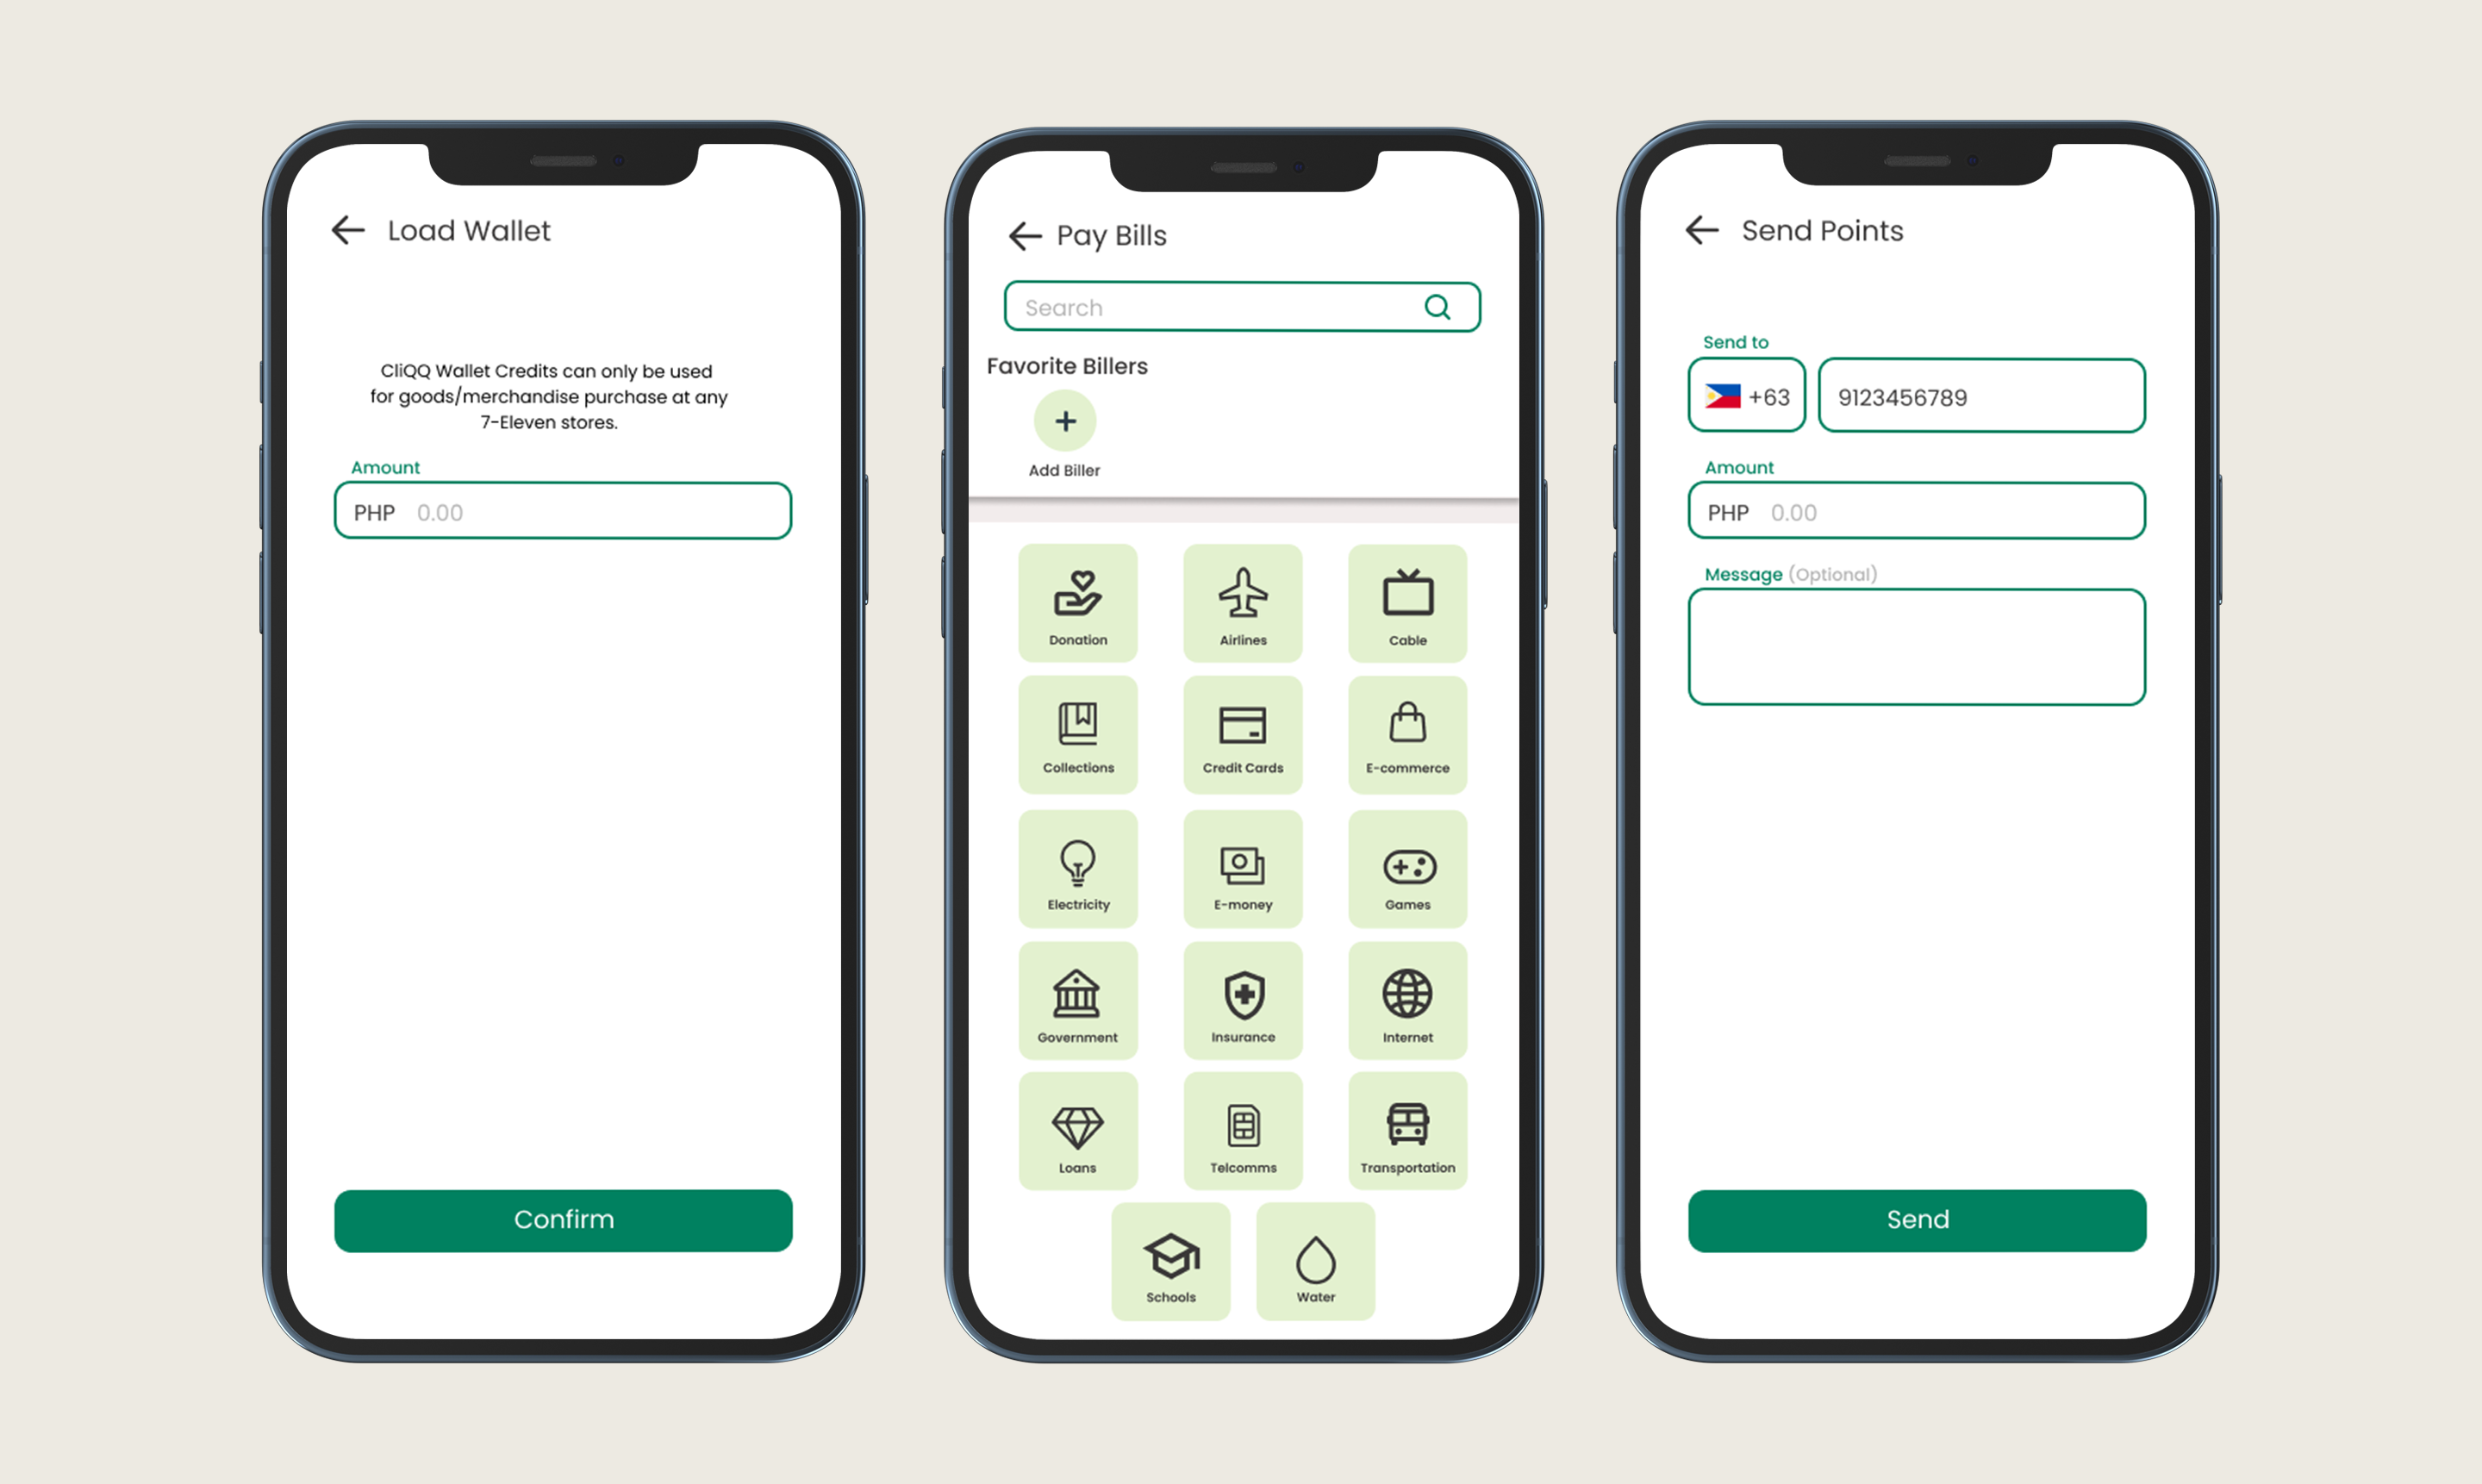 Load Wallet
CliQQ Wallet Credits can only be used
for goods/merchandise purchase at any
7-Eleven stores.
Amount
PHP 0.00
Confirm
Pay Bills
Search
Favorite Billers
Add Biller
Donation
Airlines
Cable
Collections
Credit Cards
E-commerce
Electricity
E-money
Games
Government
Insurance
Internet
Loans
Telcomms
Transportation
Schools
Water
Send Points
Send to
+63 9123456789
Amount
PHP 0.00
Message (Optional)
Send